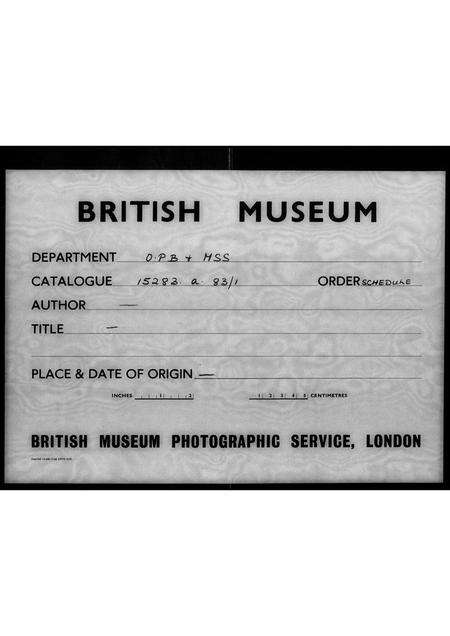 BRITISH MUSEUM
DEPARTMENT O.P.B & MSS
CATALOGUE 15283. a. 83/1 ORDER SCHEDULE
AUTHOR —
TITLE —
PLACE & DATE OF ORIGIN —
INCHES 1 2 1 2 3 4 5 CENTIMETRES
BRITISH MUSEUM PHOTOGRAPHIC SERVICE, LONDON